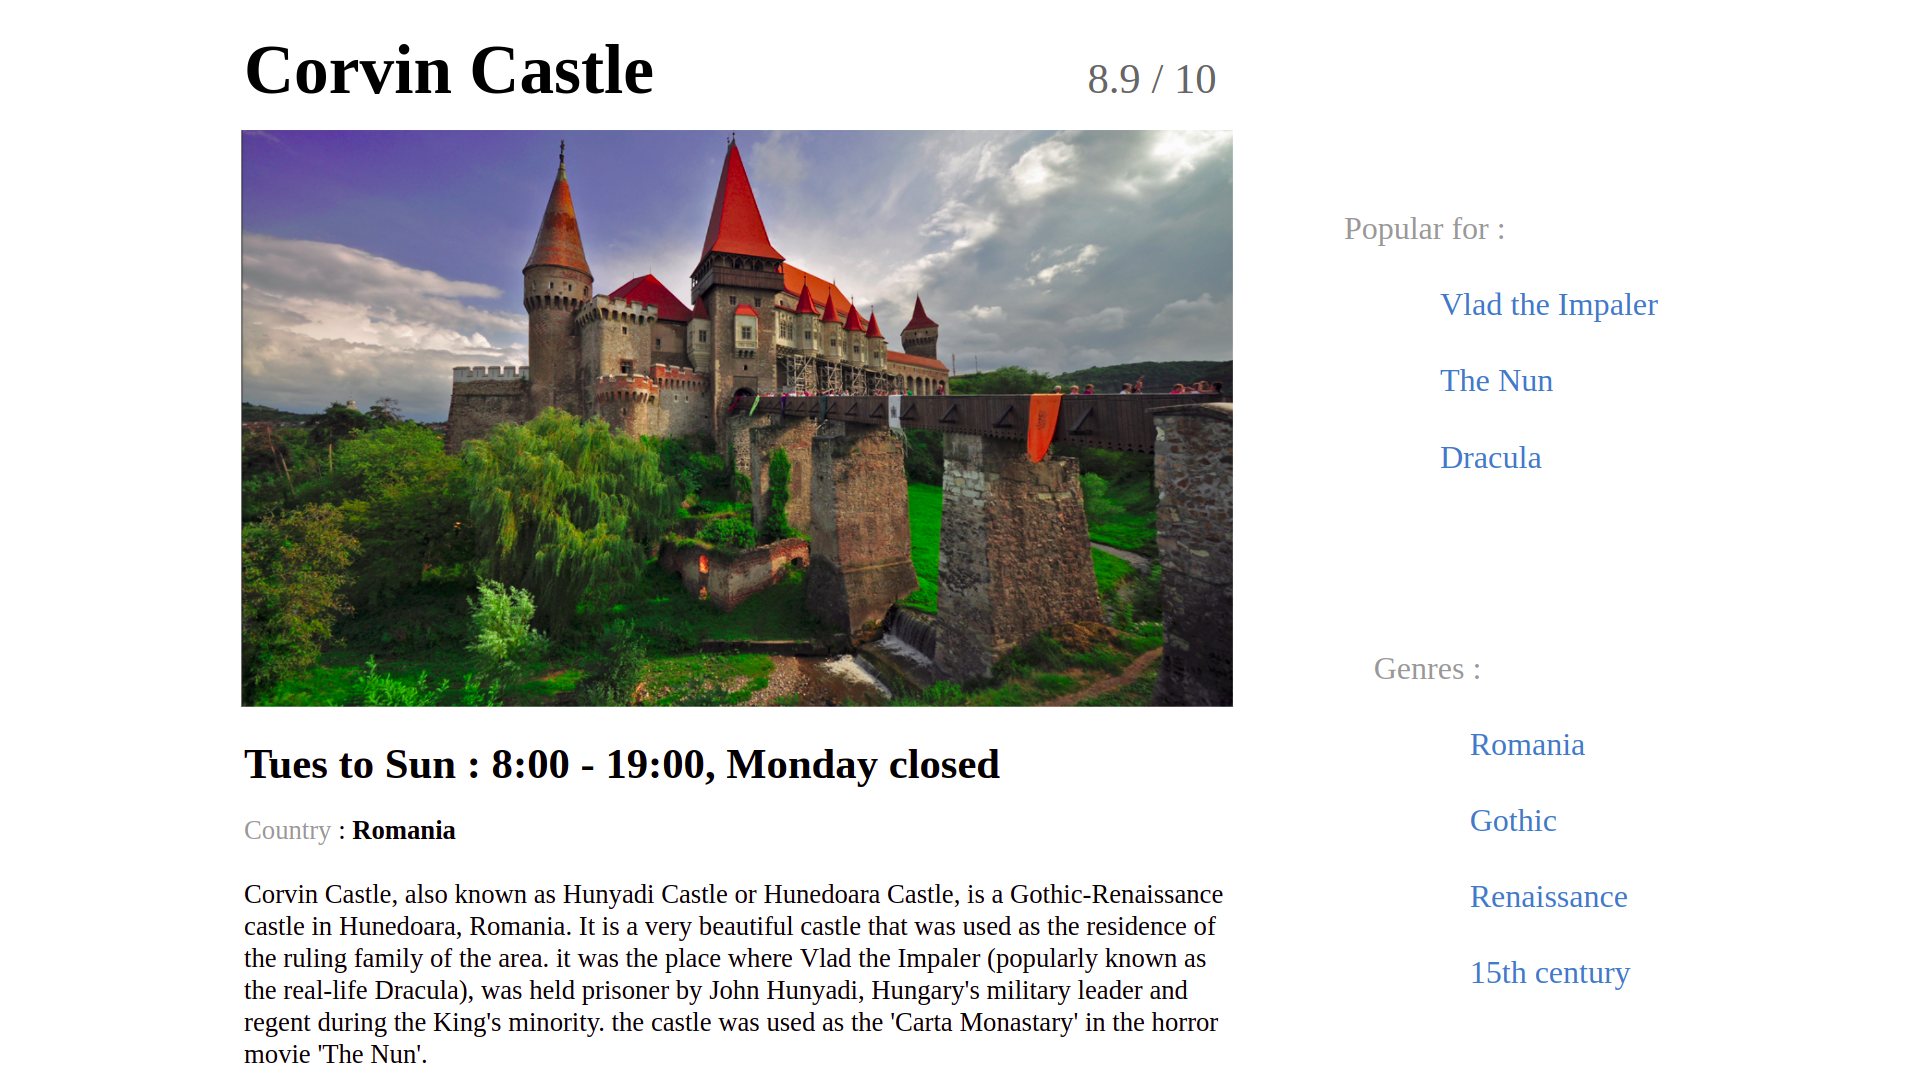 Corvin Castle
8.9 / 10
Popular for :
Vlad the Impaler
The Nun
Dracula
Genres :
Romania
Gothic
Renaissance
15th century
Tues to Sun : 8:00 - 19:00, Monday closed
Country : Romania
Corvin Castle, also known as Hunyadi Castle or Hunedoara Castle, is a Gothic-Renaissance
castle in Hunedoara, Romania. It is a very beautiful castle that was used as the residence of
the ruling family of the area. it was the place where Vlad the Impaler (popularly known as
the real-life Dracula), was held prisoner by John Hunyadi, Hungary's military leader and
regent during the King's minority. the castle was used as the 'Carta Monastary' in the horror
movie 'The Nun'.